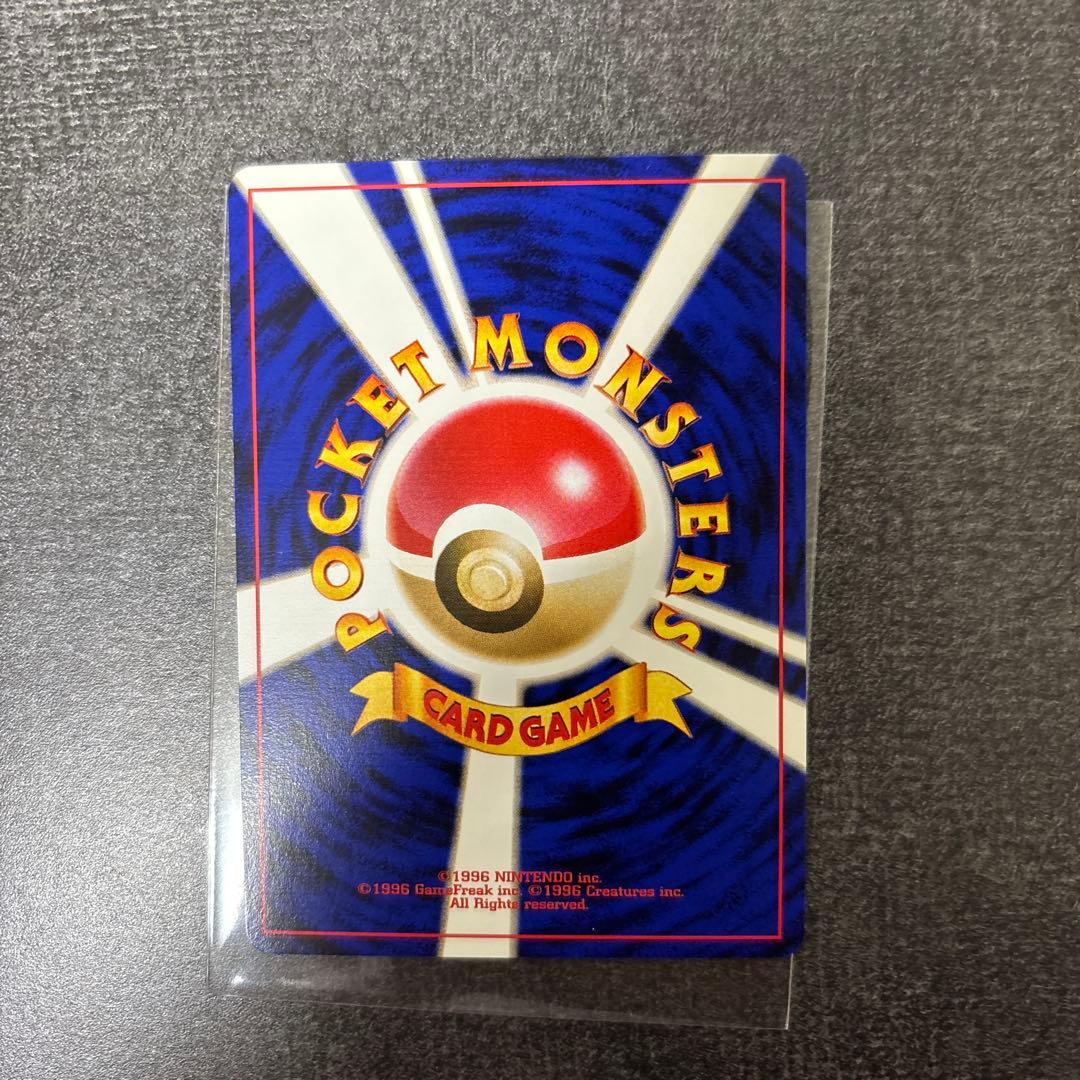 POCKET MONSTERS
CARD GAME
©1996 NINTENDO inc.
©1996 GameFreak inc. ©1996 Creatures inc.
All Rights reserved.